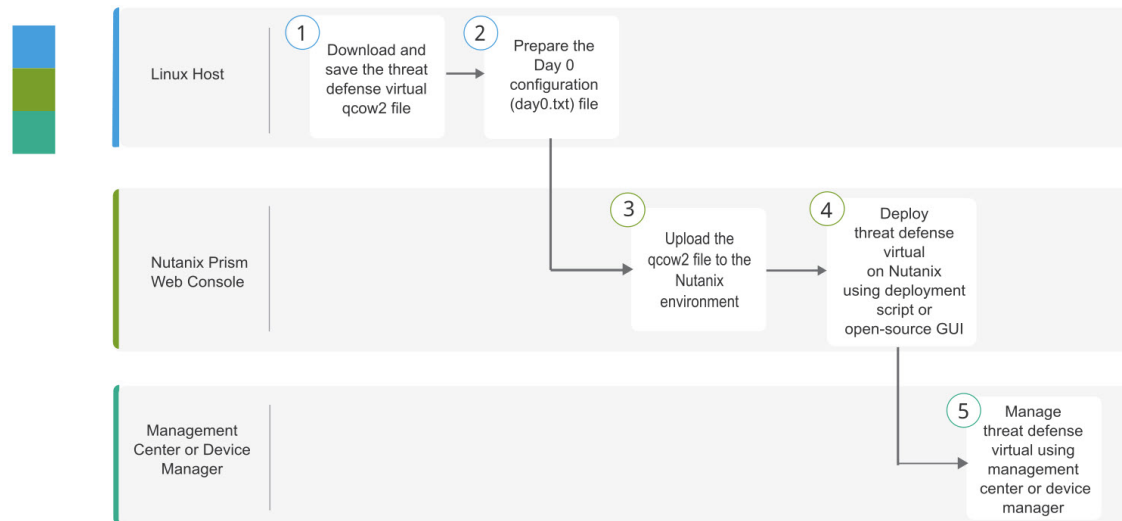 Linux Host
1
Download and
save the threat
defense virtual
qcow2 file
2
Prepare the
Day 0
configuration
(day0.txt) file
Nutanix Prism
Web Console
3
Upload the
qcow2 file to the
Nutanix
environment
4
Deploy
threat defense
virtual
on Nutanix
using deployment
script or
open-source GUI
Management
Center or Device
Manager
5
Manage
threat defense
virtual using
management
center or device
manager